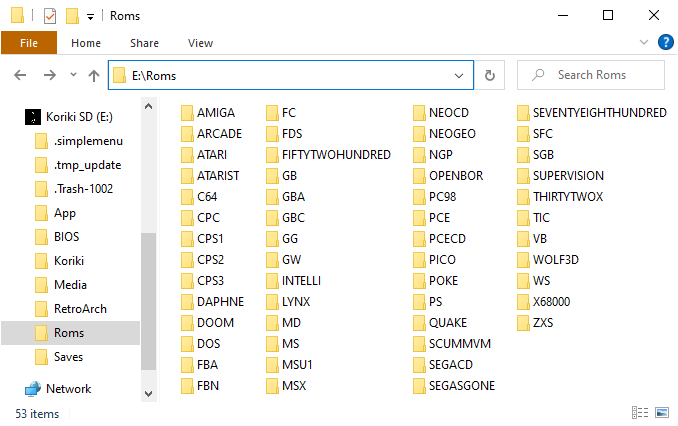 Roms
File Home Share View
E:\Roms
Search Roms
Koriki SD (E:)
.simplemenu
.tmp_update
.Trash-1002
App
BIOS
Koriki
Media
RetroArch
Roms
Saves
Network
AMIGA
ARCADE
ATARI
ATARIST
C64
CPC
CPS1
CPS2
CPS3
DAPHNE
DOOM
DOS
FBA
FBN
FC
FDS
FIFTYTWOHUNDRED
GB
GBA
GBC
GG
GW
INTELLI
LYNX
MD
MS
MSU1
MSX
NEOCD
NEOGEO
NGP
OPENBOR
PC98
PCE
PCECD
PICO
POKE
PS
QUAKE
SCUMMVM
SEGACD
SEGASGONE
SEVENTYEIGHTHUNDRED
SFC
SGB
SUPERVISION
THIRTYTWOX
TIC
VB
WOLF3D
WS
X68000
ZXS
53 items